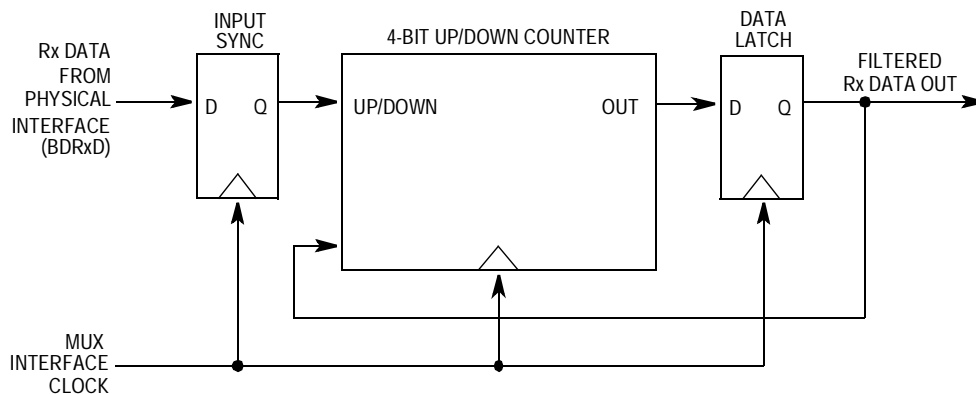 INPUT
SYNC
4-BIT UP/DOWN COUNTER
DATA
LATCH
Rx DATA
FROM
PHYSICAL
INTERFACE
(BDRxD)
D Q
UP/DOWN OUT
D Q
FILTERED
Rx DATA OUT
MUX
INTERFACE
CLOCK